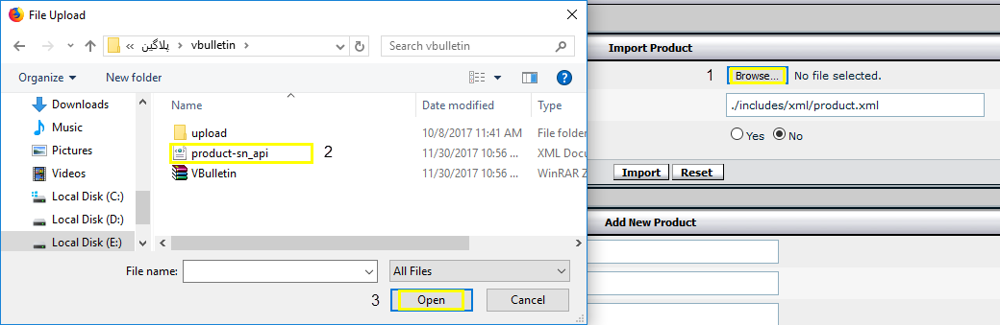 File Upload
« پلاگین › vbulletin ›
Search vbulletin
Organize
New folder
Name
Date modified
Type
Downloads
Music
Pictures
Videos
Local Disk (C:)
Local Disk (D:)
Local Disk (E:)
upload
10/8/2017 11:41 AM
File folder
product-sn_api
2
11/30/2017 10:56 ...
XML Docu
VBulletin
11/30/2017 10:56 ...
WinRAR Z
File name:
All Files
3
Open
Cancel
Import Product
1
Browse...
No file selected.
./includes/xml/product.xml
Yes
No
Import
Reset
Add New Product